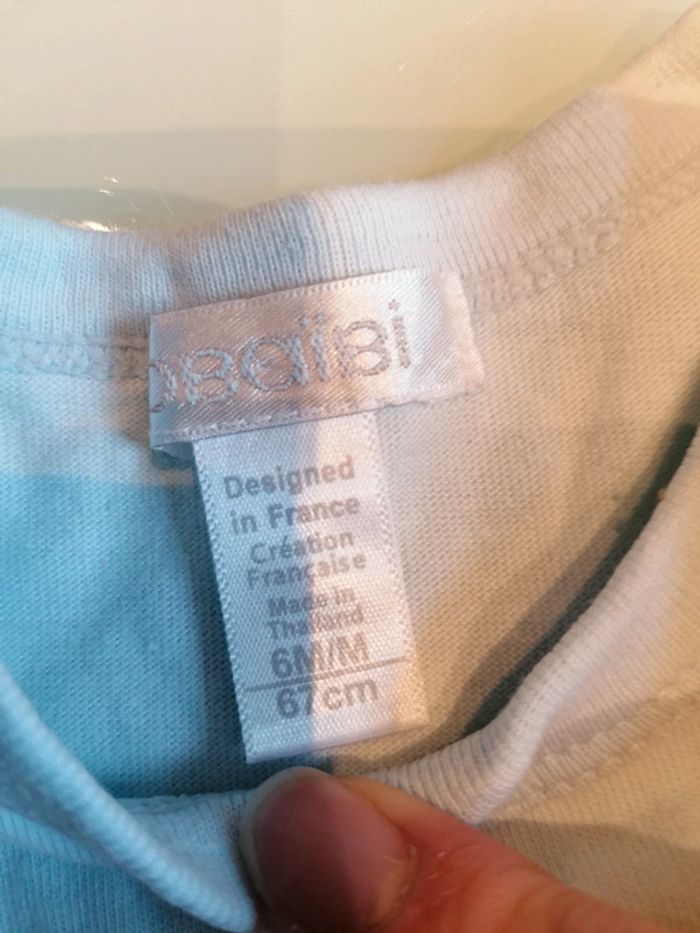 obaïbi
Designed
in France
Création
Française
Made in
Thailand
6M/M
67cm